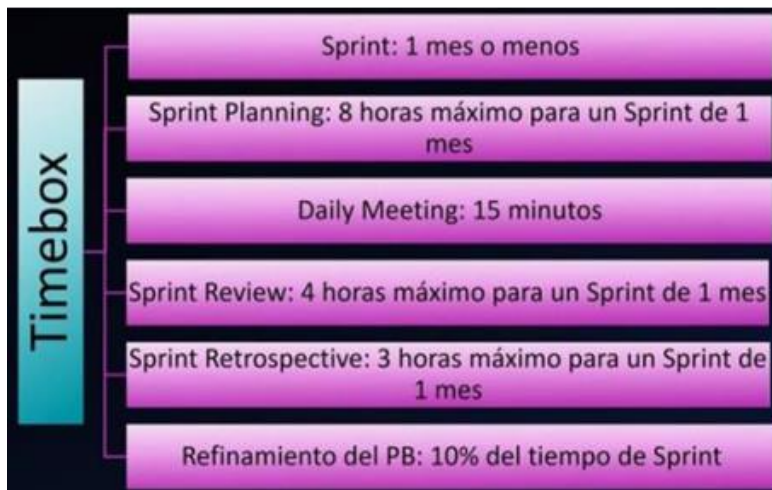 Timebox
Sprint: 1 mes o menos
Sprint Planning: 8 horas máximo para un Sprint de 1
mes
Daily Meeting: 15 minutos
Sprint Review: 4 horas máximo para un Sprint de 1 mes
Sprint Retrospective: 3 horas máximo para un Sprint de
1 mes
Refinamiento del PB: 10% del tiempo de Sprint